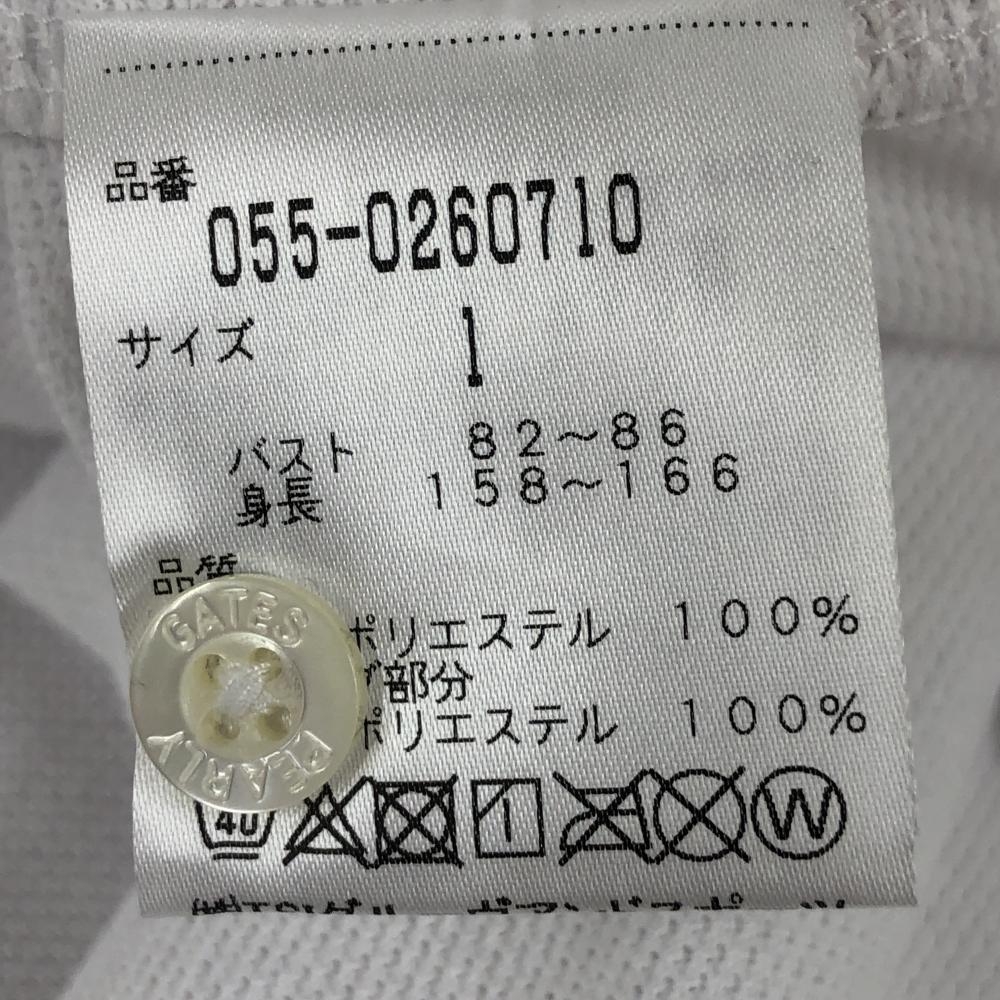 品番
055-0260710
サイズ 1
バスト 82～86
身長 158～166
品質
ポリエステル 100%
部分
ポリエステル 100%
GATES
PEARLY
40
W